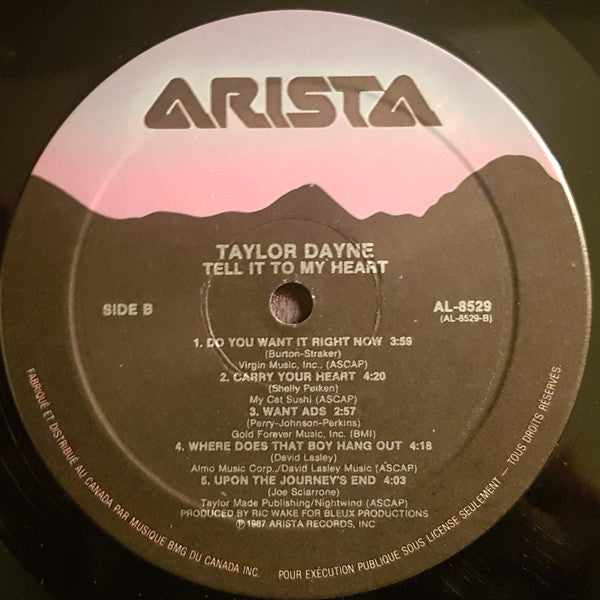 ARISTA
TAYLOR DAYNE
TELL IT TO MY HEART
SIDE B
AL-8529
(AL-8529-B)
1. DO YOU WANT IT RIGHT NOW 3:59
(Burton-Straker)
Virgin Music, Inc., (ASCAP)
2. CARRY YOUR HEART 4:20
(Shelly Peiken)
My Cat Sushi (ASCAP)
3. WANT ADS 2:57
(Perry-Johnson-Perkins)
Gold Forever Music, Inc. (BMI)
4. WHERE DOES THAT BOY HANG OUT 4:18
(David Lasley)
Almo Music Corp./David Lasley Music (ASCAP)
5. UPON THE JOURNEY'S END 4:03
(Joe Sciarrone)
Taylor Made Publishing/Nightwind (ASCAP)
PRODUCED BY RIC WAKE FOR BLEUX PRODUCTIONS
℗1987 ARISTA RECORDS, INC
FABRIQUÉ ET DISTRIBUÉ AU CANADA PAR MUSIQUE BMG DU CANADA INC. POUR EXÉCUTION PUBLIQUE SOUS LICENSE SEULEMENT — TOUS DROITS RÉSERVÉS.